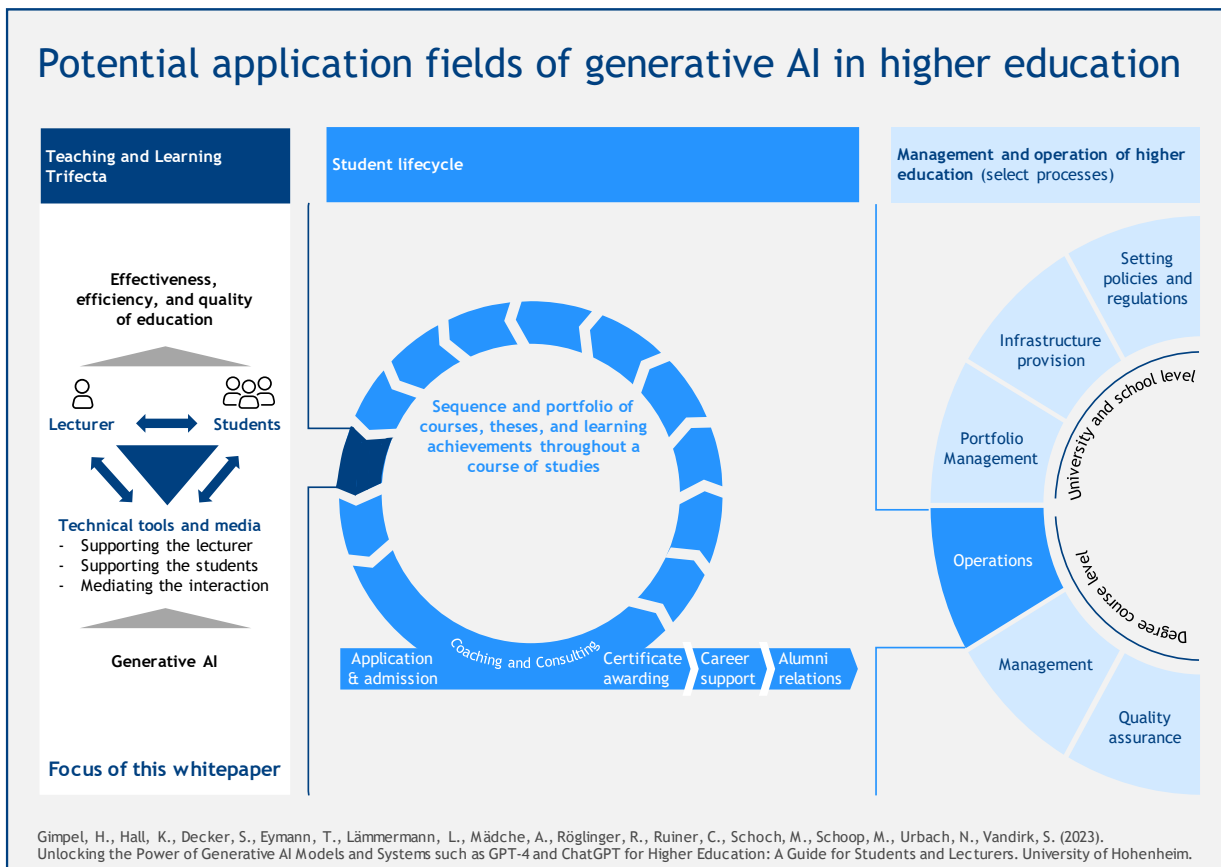 Potential application fields of generative AI in higher education
Teaching and Learning
Trifecta
Effectiveness,
efficiency, and quality
of education
Lecturer
Students
Technical tools and media
- Supporting the lecturer
- Supporting the students
- Mediating the interaction
Generative AI
Focus of this whitepaper
Student lifecycle
Sequence and portfolio of
courses, theses, and learning
achievements throughout a
course of studies
Coaching and Consulting
Application
& admission
Certificate
awarding
Career
support
Alumni
relations
Management and operation of higher
education (select processes)
Setting
policies and
regulations
Infrastructure
provision
Portfolio
Management
University and school level
Operations
Degree course level
Management
Quality
assurance
Gimpel, H., Hall, K., Decker, S., Eymann, T., Lämmermann, L., Mädche, A., Röglinger, R., Ruiner, C., Schoch, M., Schoop, M., Urbach, N., Vandirk, S. (2023).
Unlocking the Power of Generative AI Models and Systems such as GPT-4 and ChatGPT for Higher Education: A Guide for Students and Lecturers. University of Hohenheim.